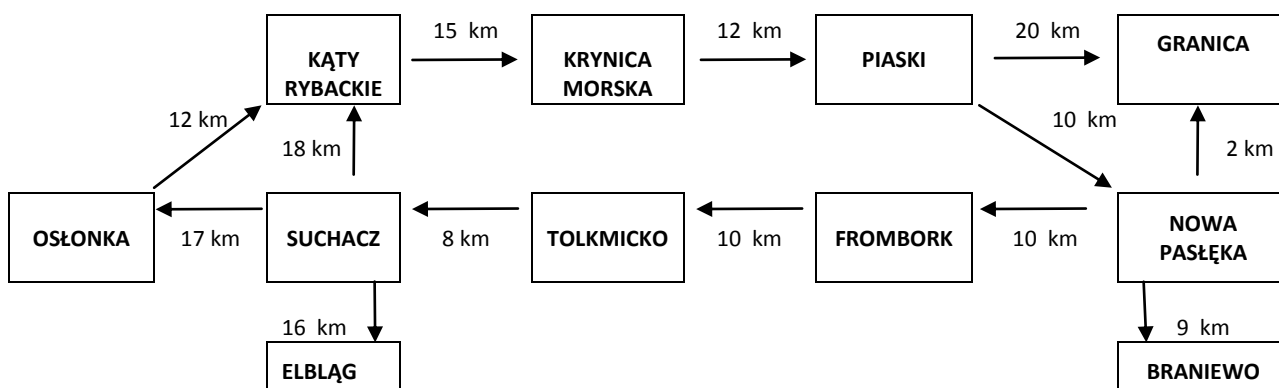 15 km
12 km
20 km
KĄTY
RYBACKIE
KRYNICA
MORSKA
PIASKI
GRANICA
12 km
18 km
10 km
2 km
OSŁONKA
17 km
SUCHACZ
8 km
TOLKMICKO
10 km
FROMBORK
10 km
NOWA
PASŁĘKA
16 km
9 km
ELBLĄG
BRANIEWO